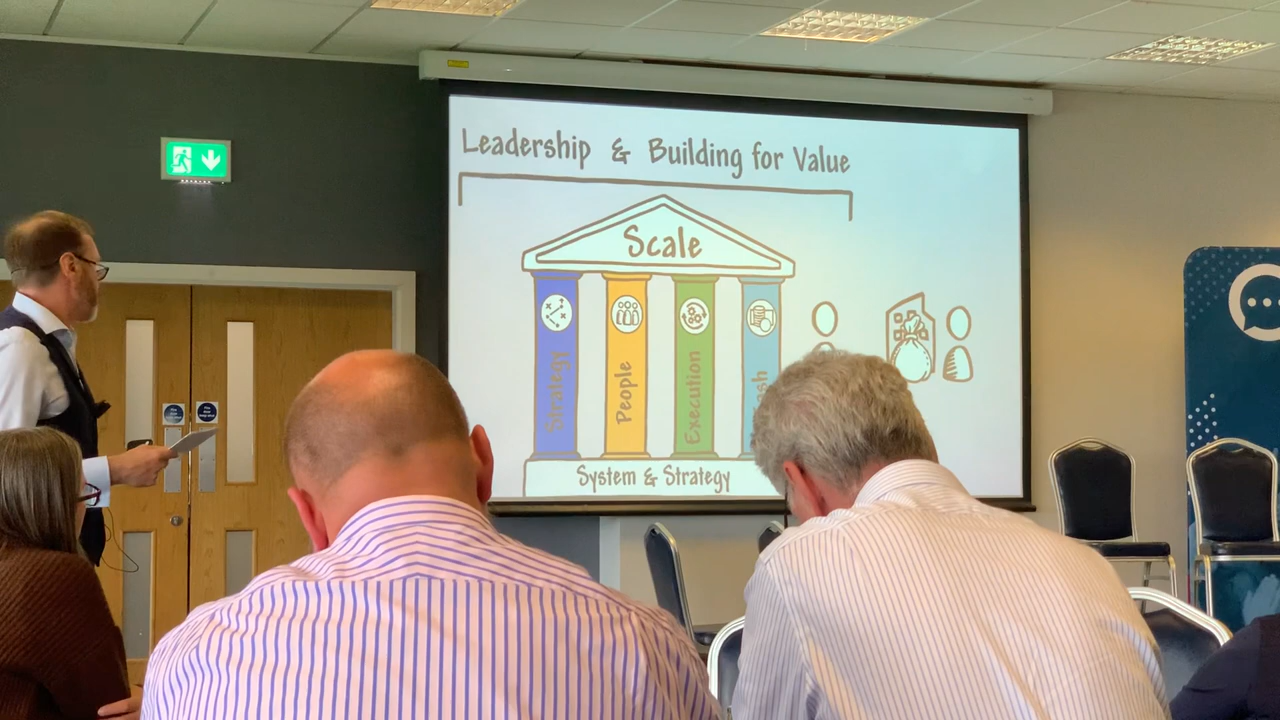 Leadership & Building for Value
Scale
Strategy
People
Execution
System & Strategy